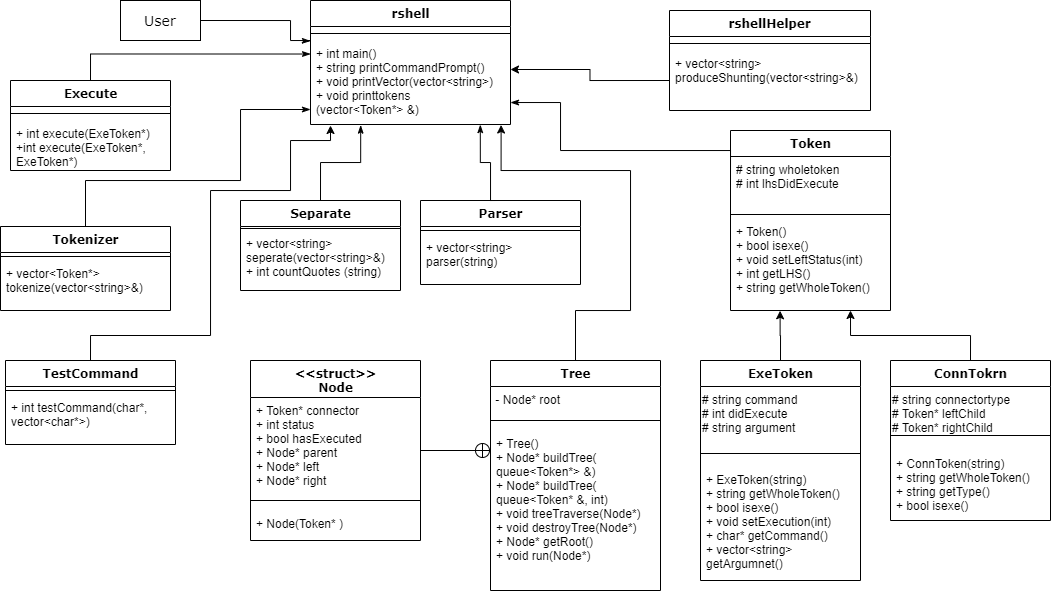 User
rshell
+ int main()
+ string printCommandPrompt()
+ void printVector(vector<string>)
+ void printtokens
(vector<Token*> &)
rshellHelper
+ vector<string>
produceShunting(vector<string>&)
Execute
+ int execute(ExeToken*)
+int execute(ExeToken*,
ExeToken*)
Token
# string wholetoken
# int lhsDidExecute
+ Token()
+ bool isexe()
+ void setLeftStatus(int)
+ int getLHS()
+ string getWholeToken()
Tokenizer
+ vector<Token*>
tokenize(vector<string>&)
Separate
+ vector<string>
seperate(vector<string>&)
+ int countQuotes (string)
Parser
+ vector<string>
parser(string)
TestCommand
+ int testCommand(char*,
vector<char*>)
<<struct>>
Node
+ Token* connector
+ int status
+ bool hasExecuted
+ Node* parent
+ Node* left
+ Node* right
+ Node(Token* )
Tree
- Node* root
+ Tree()
+ Node* buildTree(
queue<Token*> &)
+ Node* buildTree(
queue<Token* &, int)
+ void treeTraverse(Node*)
+ void destroyTree(Node*)
+ Node* getRoot()
+ void run(Node*)
ExeToken
# string command
# int didExecute
# string argument
+ ExeToken(string)
+ string getWholeToken()
+ bool isexe()
+ void setExecution(int)
+ char* getCommand()
+ vector<string>
getArgumnet()
ConnTokrn
# string connectortype
# Token* leftChild
# Token* rightChild
+ ConnToken(string)
+ string getWholeToken()
+ string getType()
+ bool isexe()